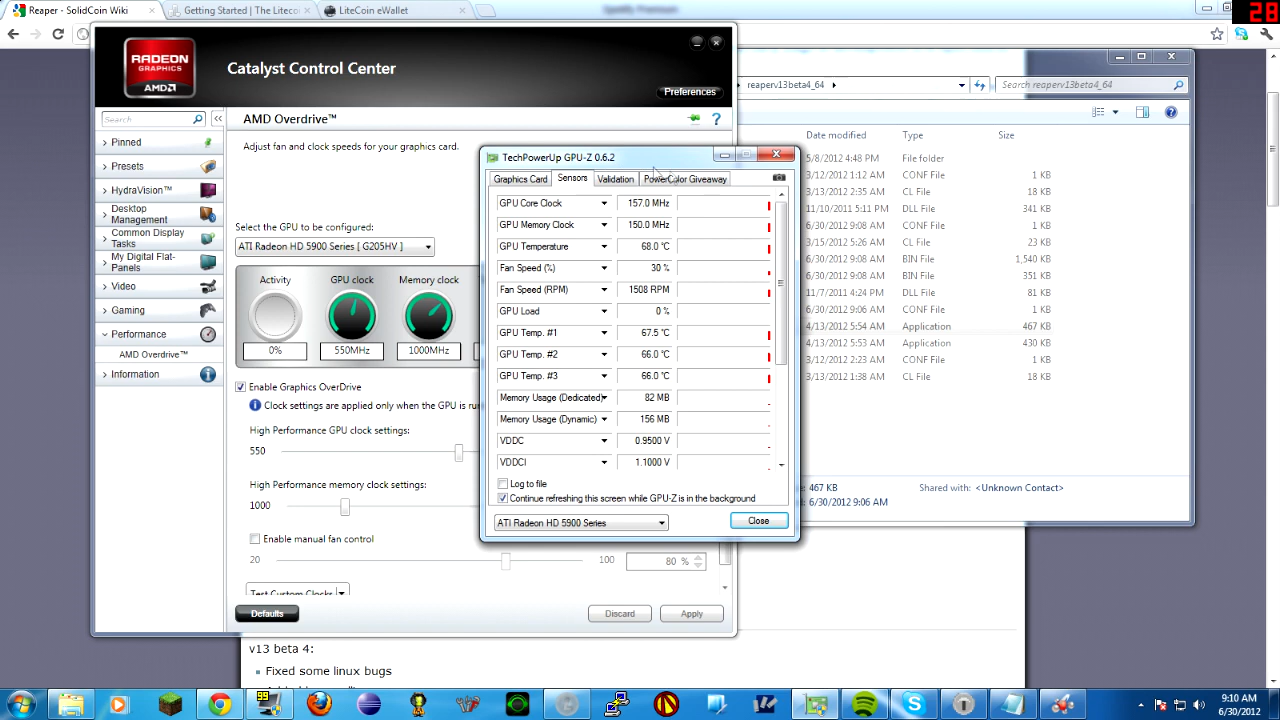 Reaper - SolidCoin Wiki
Getting Started | The Liteco
LiteCoin eWallet
28
RADEON
GRAPHICS
AMD
Catalyst Control Center
Preferences
reaperv13beta4_64
Search reaperv13beta4_64
Search
AMD Overdrive™
Adjust fan and clock speeds for your graphics card.
Pinned
Presets
HydraVision™
Desktop
Management
Common Display
Tasks
My Digital Flat-
Panels
Video
Gaming
Performance
AMD Overdrive™
Information
Select the GPU to be configured:
ATI Radeon HD 5900 Series [ G205HV ]
Activity
GPU clock
Memory clock
0%
550MHz
1000MHz
Enable Graphics OverDrive
Clock settings are applied only when the GPU is ru
High Performance GPU clock settings:
550
High Performance memory clock settings:
1000
Enable manual fan control
20
100
80 %
Test Custom Clocks
Defaults
Discard
Apply
TechPowerUp GPU-Z 0.6.2
Graphics Card
Sensors
Validation
PowerColor Giveaway
GPU Core Clock 157.0 MHz
GPU Memory Clock 150.0 MHz
GPU Temperature 68.0 °C
Fan Speed (%) 30 %
Fan Speed (RPM) 1508 RPM
GPU Load 0 %
GPU Temp. #1 67.5 °C
GPU Temp. #2 66.0 °C
GPU Temp. #3 66.0 °C
Memory Usage (Dedicated) 82 MB
Memory Usage (Dynamic) 156 MB
VDDC 0.9500 V
VDDCI 1.1000 V
Log to file
Continue refreshing this screen while GPU-Z is in the background
ATI Radeon HD 5900 Series
Close
Date modified Type Size
5/8/2012 4:48 PM File folder
3/12/2012 1:12 AM CONF File 1 KB
3/13/2012 2:35 AM CL File 18 KB
11/10/2011 5:11 PM DLL File 341 KB
6/30/2012 9:08 AM CONF File 1 KB
3/15/2012 5:26 AM CL File 23 KB
6/30/2012 9:08 AM BIN File 1,540 KB
6/30/2012 9:08 AM BIN File 351 KB
11/7/2011 4:24 PM DLL File 81 KB
6/30/2012 9:06 AM CONF File 1 KB
4/13/2012 5:54 AM Application 467 KB
4/13/2012 5:53 AM Application 430 KB
3/12/2012 2:23 AM CONF File 1 KB
3/13/2012 1:38 AM CL File 18 KB
467 KB
Shared with: <Unknown Contact>
6/30/2012 9:06 AM
v13 beta 4:
Fixed some linux bugs
99
9:10 AM
6/30/2012